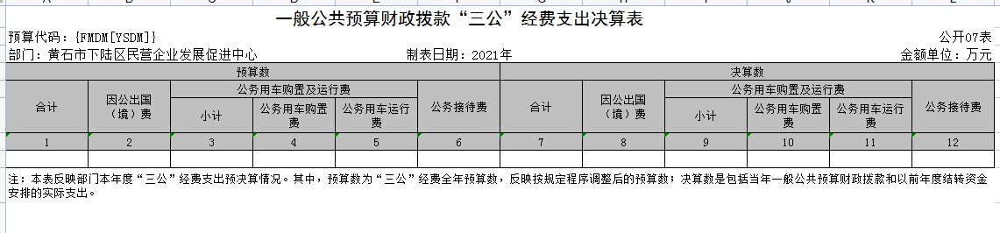 A B C D E F G H I J K L
一般公共预算财政拨款“三公”经费支出决算表
预算代码：{FMDM[YSDM]} 公开07表
部门：黄石市下陆区民营企业发展促进中心 制表日期：2021年 金额单位：万元
预算数 决算数
合计 因公出国（境）费 公务用车购置及运行费 公务接待费 合计 因公出国（境）费 公务用车购置及运行费 公务接待费
小计 公务用车购置费 公务用车运行费 小计 公务用车购置费 公务用车运行费
1 2 3 4 5 6 7 8 9 10 11 12
注：本表反映部门本年度“三公”经费支出预决算情况。其中，预算数为“三公”经费全年预算数，反映按规定程序调整后的预算数；决算数是包括当年一般公共预算财政拨款和以前年度结转资金
安排的实际支出。